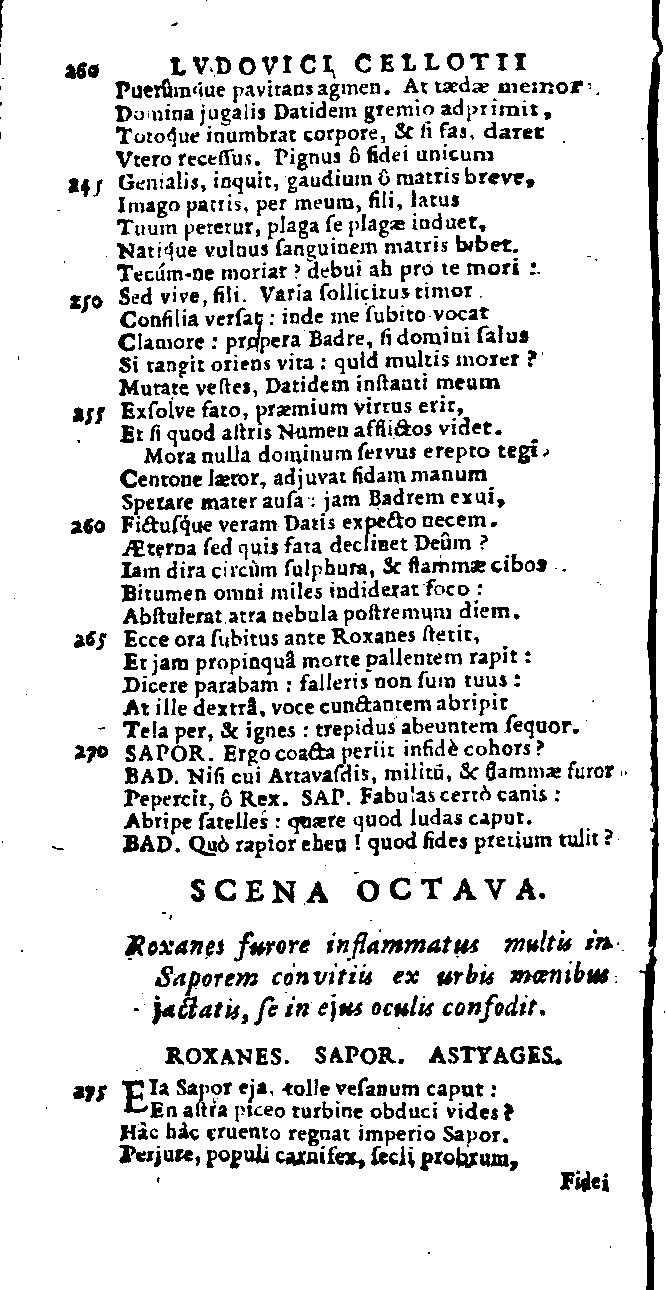 260 LVDOVICI CELLOTII
Puerûmque pavitans agmen. At tædæ memor
Domina jugalis Datidem gremio adprimit,
Totoque inumbrat corpore, & ſi fas, daret
Vtero receſſus. Pignus ô fidei unicum
245 Genialis, inquit, gaudium ô matris breve,
Imago patris, per meum, fili, latus
Tuum petetur, plaga ſe plagæ induet,
Natique vulnus ſanguinem matris bibet.
Tecúm-ne moriar? debui ah pro te mori:
250 Sed vive, fili. Varia ſollicitus timor
Conſilia verſat: inde me ſubito vocat
Clamore: propera Badre, ſi domini ſalus
Si tangit oriens vita: quid multis moror?
Mutate veſtes, Datidem inſtanti meum
255 Exſolve fato, præmium virtus erit,
Et ſi quod aſtris Numen afflictos videt.
Mora nulla dominum ſervus erepto tegi,
Centone lætor, adjuvat fidam manum
Sperare mater auſa: jam Badrem exui,
260 Fictuſque veram Datis expecto necem.
Æterna ſed quis fata declinet Deûm?
Iam dira circùm ſulphura, & flammæ cibos
Bitumen omni miles indiderat foco:
Abſtulerat atra nebula poſtremum diem.
265 Ecce ora ſubitus ante Roxanes ſtetit,
Et jam propinquâ morte pallentem rapit:
Dicere parabam: falleris non ſum tuus:
At ille dextrâ, voce cunctantem abripit
Tela per, & ignes: trepidus abeuntem ſequor.
270 SAPOR. Ergo coacta periit infidè cohors?
BAD. Niſi cui Artavaſdis, militû, & flammæ furor
Pepercit, ô Rex. SAP. Fabulas certò canis:
Abripe ſatelles: quære quod ludas caput.
BAD. Quò rapior eheu! quod fides pretium tulit?
SCENA OCTAVA.
Roxanes furore inflammatus multis in
Saporem convitiis ex urbis mœnibus
jactatis, ſe in ejus oculis confodit.
ROXANES. SAPOR. ASTYAGES.
275 EIa Sapor eja, tolle veſanum caput:
En aſtra piceo turbine obduci vides?
Hàc hàc cruento regnat imperio Sapor.
Perjure, populi carnifex, ſecli probrum,
Fidei